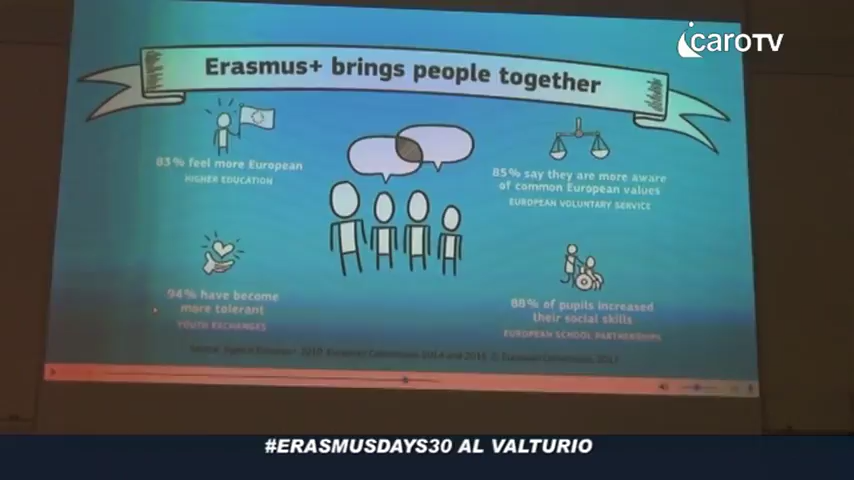 icaroTV
Erasmus+ brings people together
83% feel more European
HIGHER EDUCATION
85% say they are more aware
of common European values
EUROPEAN VOLUNTARY SERVICE
94% have become
more tolerant
YOUTH EXCHANGES
88% of pupils increased
their social skills
EUROPEAN SCHOOL PARTNERSHIPS
#ERASMUSDAYS30 AL VALTURIO